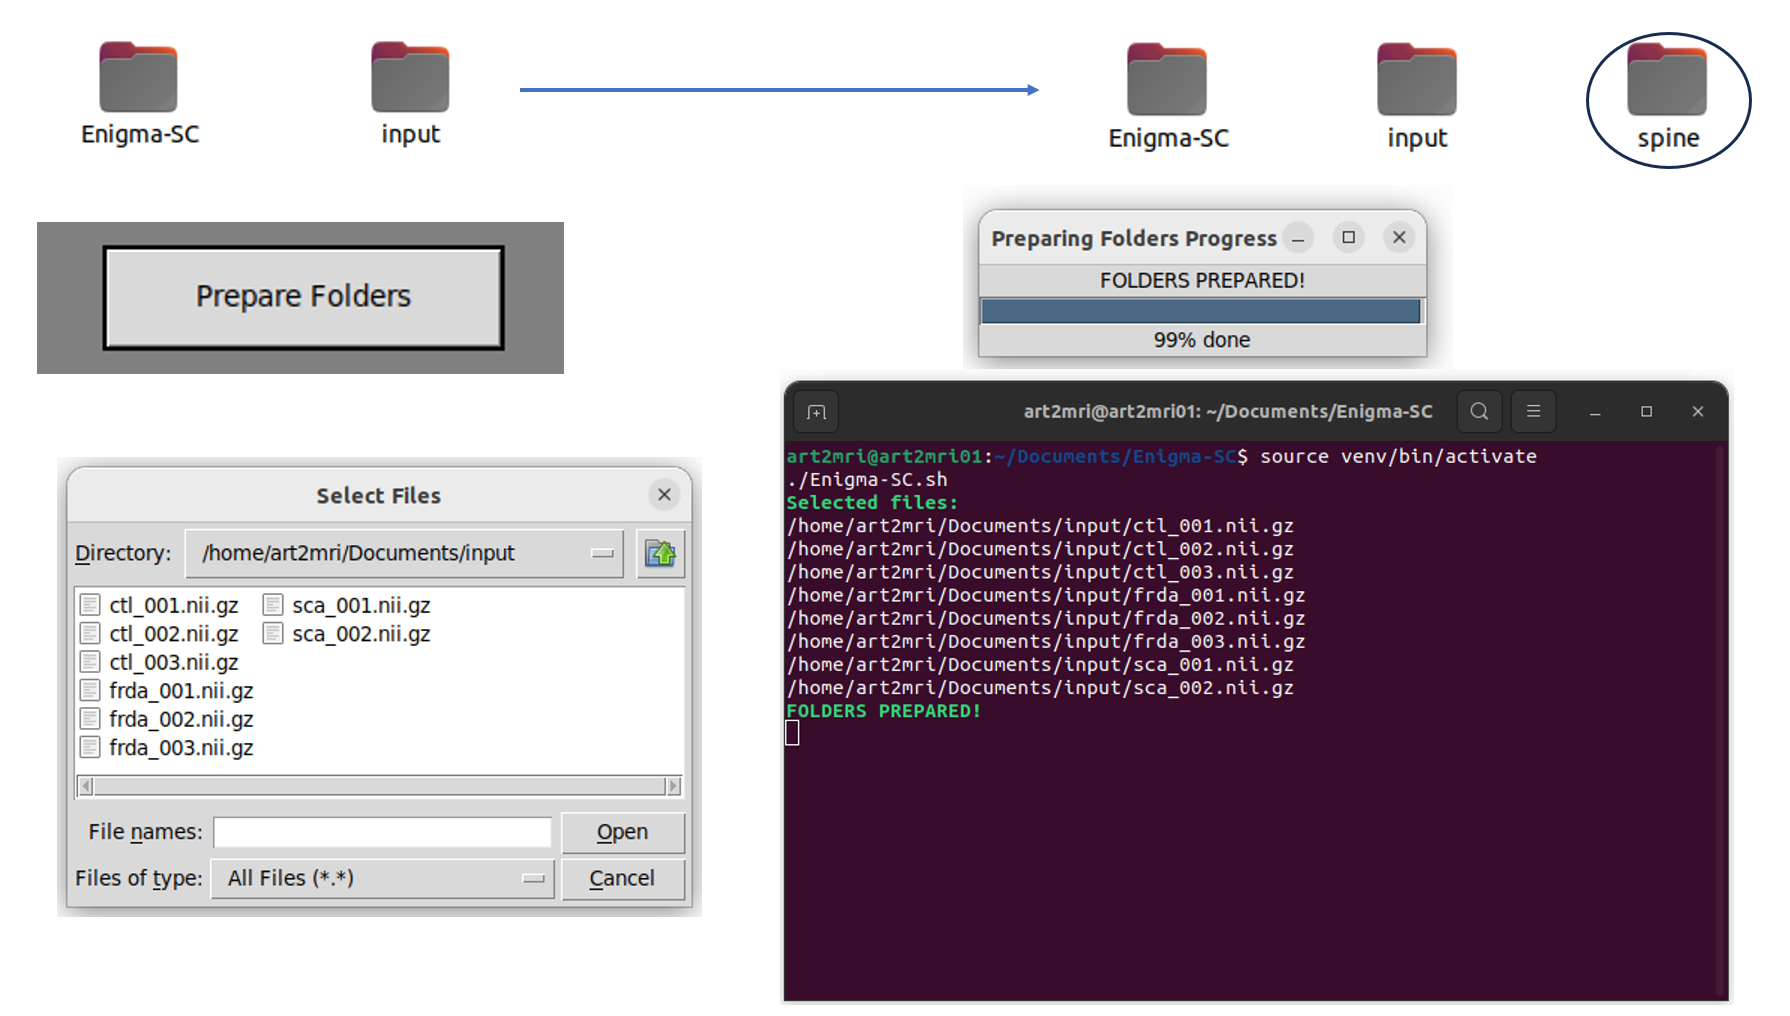 Enigma-SC
input
Enigma-SC
input
spine
Prepare Folders
Preparing Folders Progress
FOLDERS PREPARED!
99% done
Select Files
Directory: /home/art2mri/Documents/input
ctl_001.nii.gz sca_001.nii.gz
ctl_002.nii.gz sca_002.nii.gz
ctl_003.nii.gz
frda_001.nii.gz
frda_002.nii.gz
frda_003.nii.gz
File names: Open
Files of type: All Files (*.*) Cancel
art2mri@art2mri01: ~/Documents/Enigma-SC
art2mri@art2mri01:~/Documents/Enigma-SC$ source venv/bin/activate
./Enigma-SC.sh
Selected files:
/home/art2mri/Documents/input/ctl_001.nii.gz
/home/art2mri/Documents/input/ctl_002.nii.gz
/home/art2mri/Documents/input/ctl_003.nii.gz
/home/art2mri/Documents/input/frda_001.nii.gz
/home/art2mri/Documents/input/frda_002.nii.gz
/home/art2mri/Documents/input/frda_003.nii.gz
/home/art2mri/Documents/input/sca_001.nii.gz
/home/art2mri/Documents/input/sca_002.nii.gz
FOLDERS PREPARED!